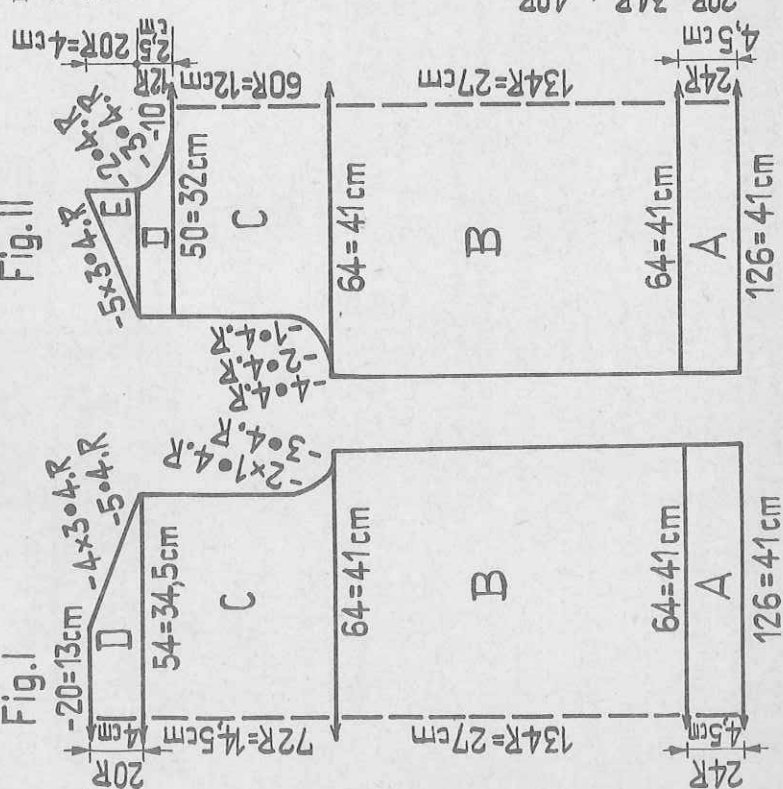 Fig.I
-20=13cm
-4×3•4.R
-5•4.R
20R
4cm
D
54=34,5cm
-2×1•4.R
-3•4.R
72R=14,5cm
C
64=41cm
134R=27cm
B
64=41cm
24R
4,5cm
A
126=41cm
Fig.II
-5×3•4.R
-2•4.R
-3•4.R
-10
20R=4cm
E
12R
2,5cm
D
50=32cm
-1•4.R
-2•4.R
-4•4.R
60R=12cm
C
64=41cm
134R=27cm
B
64=41cm
24R
4,5cm
A
126=41cm